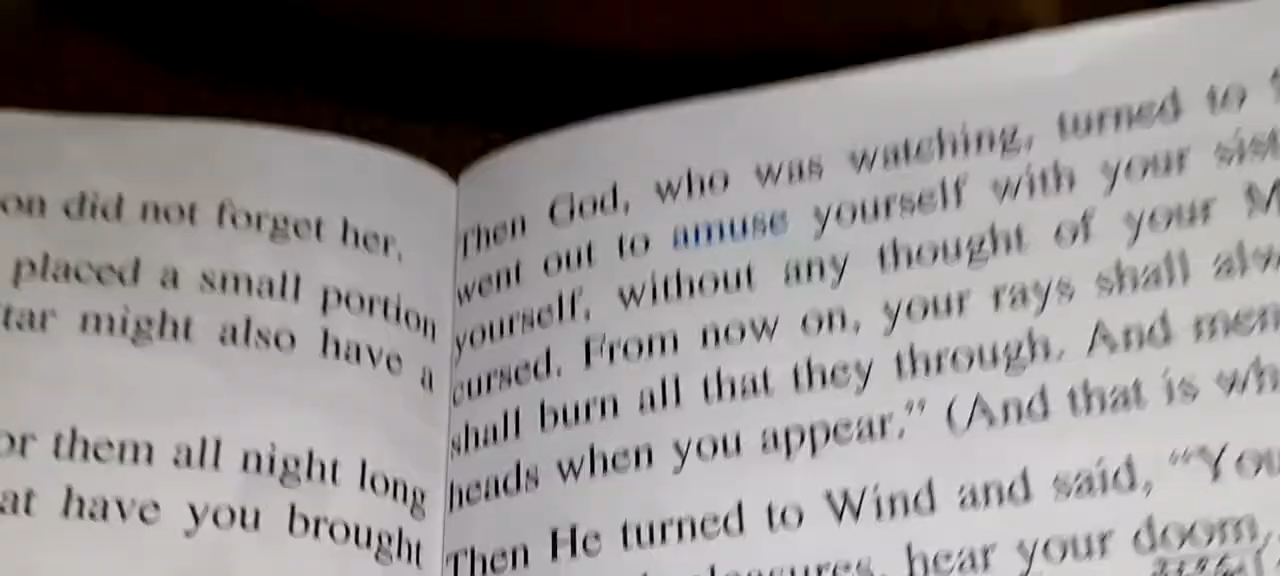 on did not forget her.
placed a small portion
tar might also have a
or them all night long
at have you brought
Then God, who was watching, turned to
went out to amuse yourself with your sist
yourself, without any thought of your M
cursed. From now on, your rays shall alw
shall burn all that they through. And men
heads when you appear.” (And that is wh
Then He turned to Wind and said, “You
hear your doom,